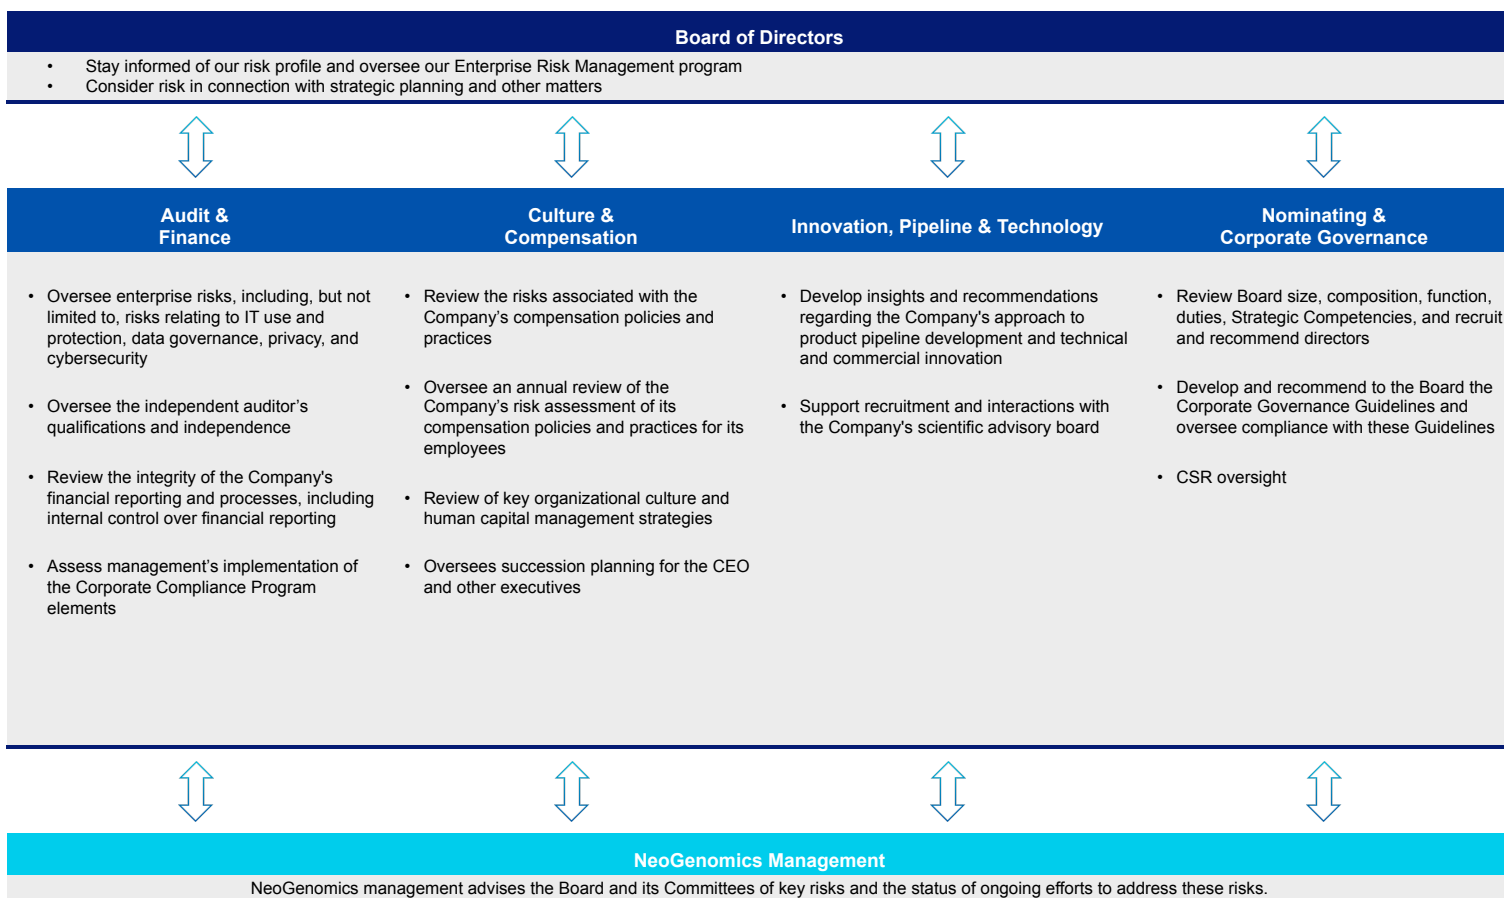 Board of Directors
• Stay informed of our risk profile and oversee our Enterprise Risk Management program
• Consider risk in connection with strategic planning and other matters
Audit &
Finance
• Oversee enterprise risks, including, but not
limited to, risks relating to IT use and
protection, data governance, privacy, and
cybersecurity
• Oversee the independent auditor’s
qualifications and independence
• Review the integrity of the Company's
financial reporting and processes, including
internal control over financial reporting
• Assess management’s implementation of
the Corporate Compliance Program
elements
Culture &
Compensation
• Review the risks associated with the
Company’s compensation policies and
practices
• Oversee an annual review of the
Company’s risk assessment of its
compensation policies and practices for its
employees
• Review of key organizational culture and
human capital management strategies
• Oversees succession planning for the CEO
and other executives
Innovation, Pipeline & Technology
• Develop insights and recommendations
regarding the Company's approach to
product pipeline development and technical
and commercial innovation
• Support recruitment and interactions with
the Company's scientific advisory board
Nominating &
Corporate Governance
• Review Board size, composition, function,
duties, Strategic Competencies, and recruit
and recommend directors
• Develop and recommend to the Board the
Corporate Governance Guidelines and
oversee compliance with these Guidelines
• CSR oversight
NeoGenomics Management
NeoGenomics management advises the Board and its Committees of key risks and the status of ongoing efforts to address these risks.